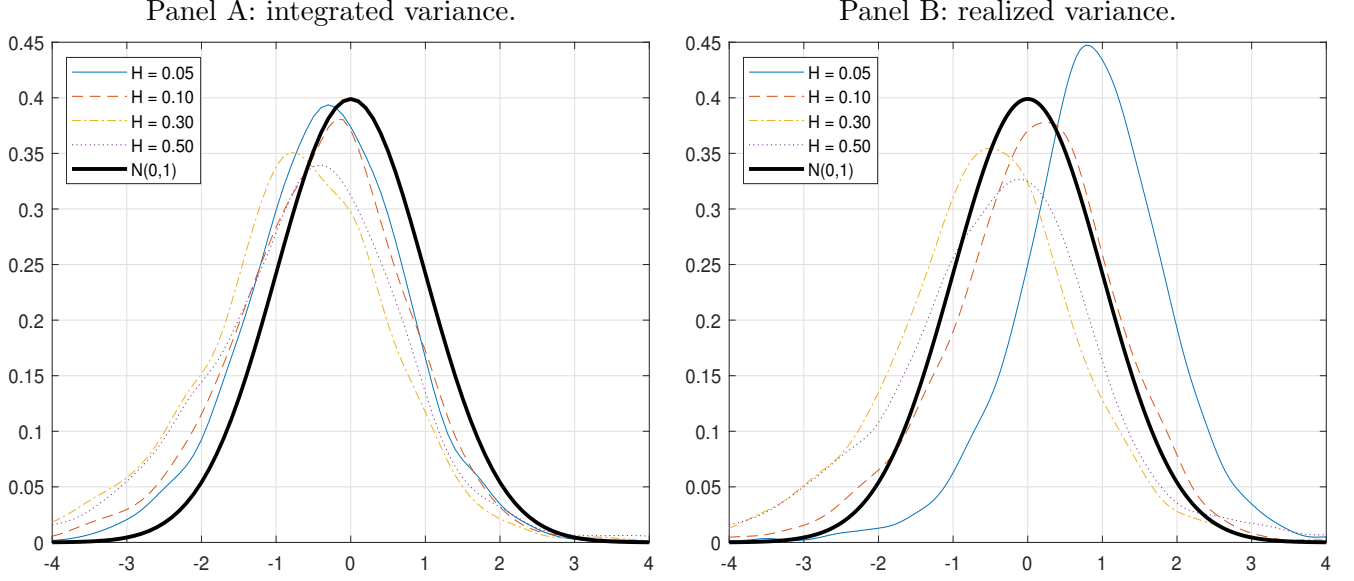 Panel A: integrated variance.
0.45
0.4
0.35
0.3
0.25
0.2
0.15
0.1
0.05
0
H = 0.05
H = 0.10
H = 0.30
H = 0.50
N(0,1)
-4 -3 -2 -1 0 1 2 3 4
Panel B: realized variance.
0.45
0.4
0.35
0.3
0.25
0.2
0.15
0.1
0.05
0
H = 0.05
H = 0.10
H = 0.30
H = 0.50
N(0,1)
-4 -3 -2 -1 0 1 2 3 4